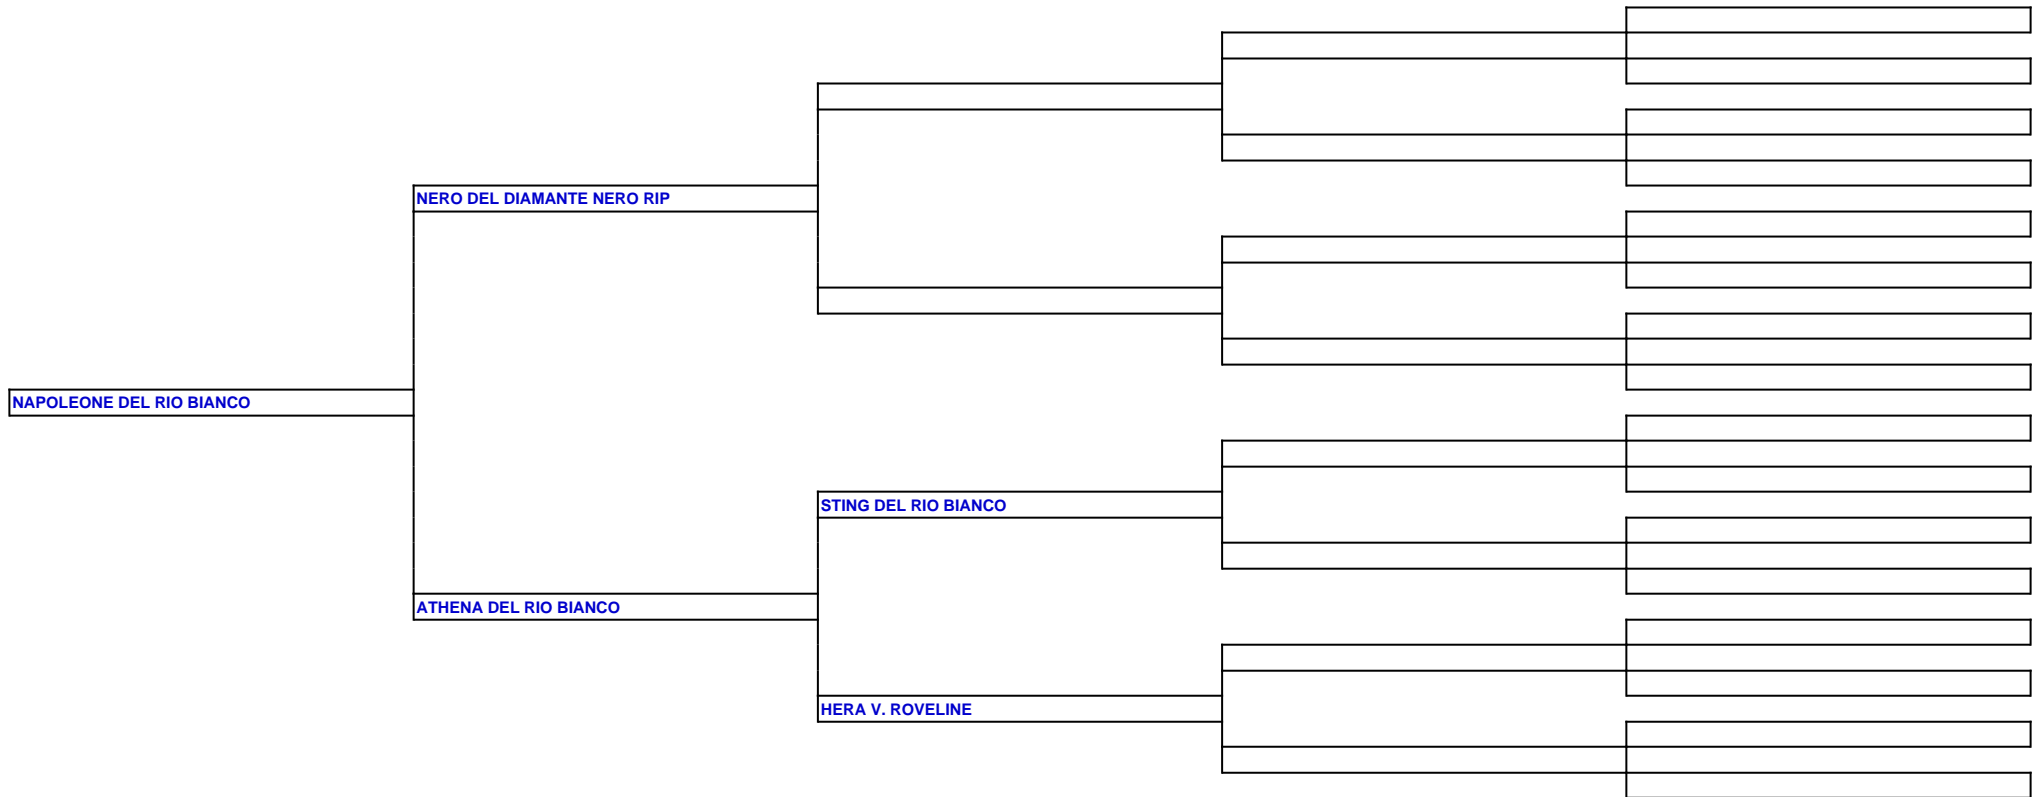 NERO DEL DIAMANTE NERO RIP
NAPOLEONE DEL RIO BIANCO
STING DEL RIO BIANCO
ATHENA DEL RIO BIANCO
HERA V. ROVELINE